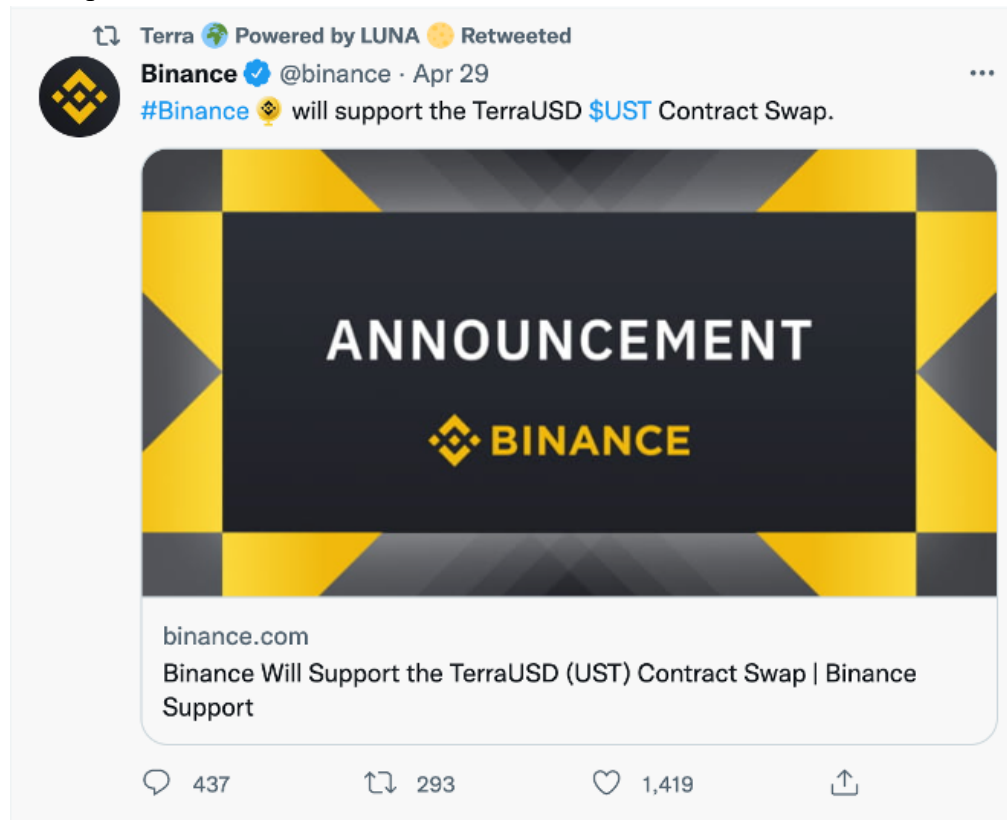 Terra 🌍 Powered by LUNA 🌕 Retweeted
Binance @binance · Apr 29
#Binance will support the TerraUSD $UST Contract Swap.
ANNOUNCEMENT
BINANCE
binance.com
Binance Will Support the TerraUSD (UST) Contract Swap | Binance
Support
437 293 1,419